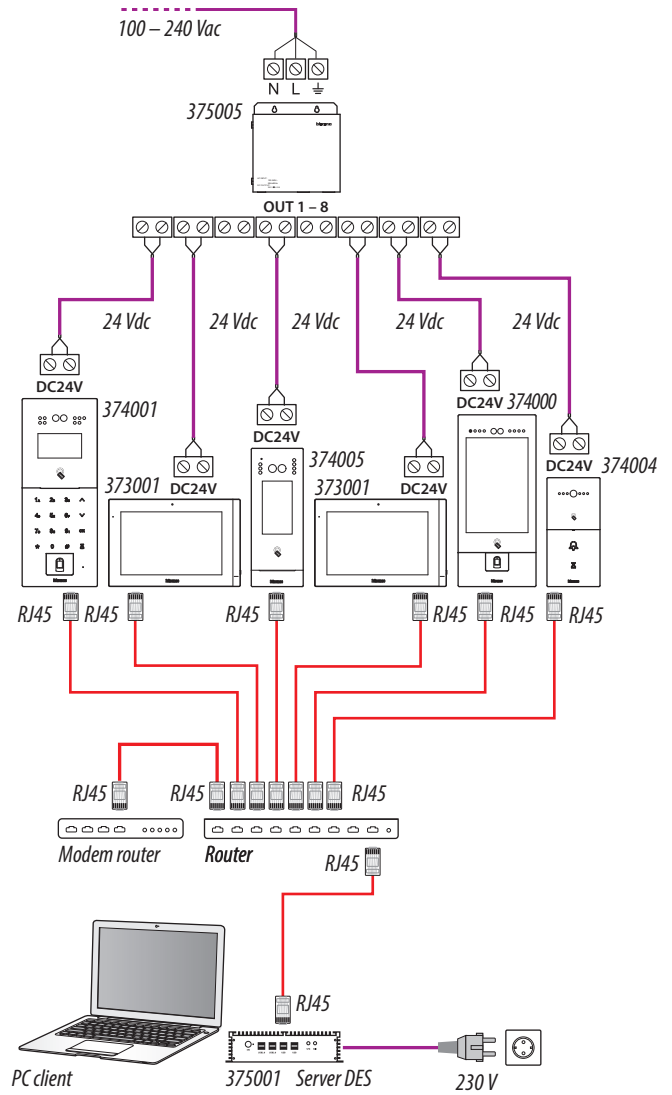 100 – 240 Vac
N L
375005
OUT 1 – 8
24 Vdc 24 Vdc 24 Vdc 24 Vdc 24 Vdc
DC24V
374001
DC24V 374000
DC24V
374005
DC24V
374004
373001
DC24V
373001
DC24V
RJ45 RJ45 RJ45 RJ45 RJ45 RJ45
RJ45 RJ45 RJ45
Modem router
Router
RJ45
RJ45
PC client
375001 Server DES
230 V